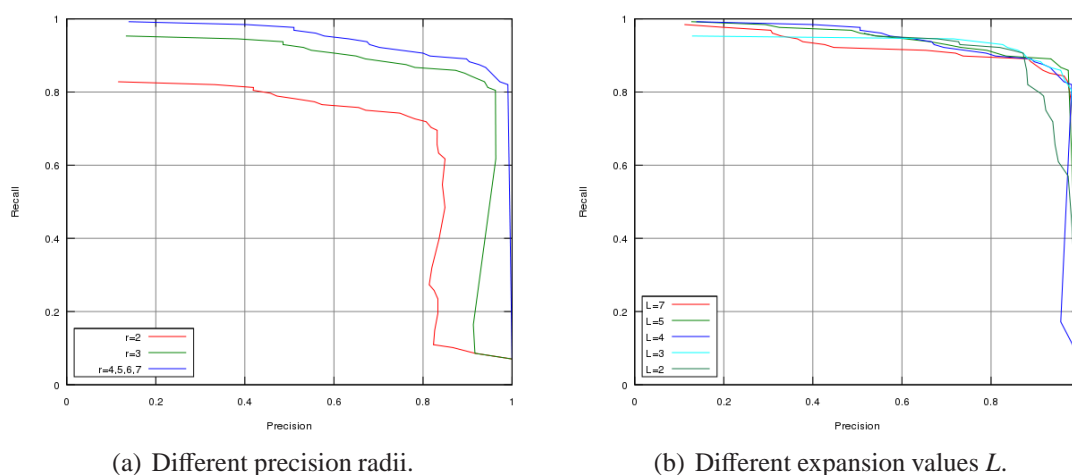 1
0.8
0.6
0.4
0.2
0
Recall
r=2
r=3
r=4,5,6,7
0 0.2 0.4 0.6 0.8 1
Precision
(a) Different precision radii.
1
0.8
0.6
0.4
0.2
0
Recall
L=7
L=5
L=4
L=3
L=2
0 0.2 0.4 0.6 0.8
Precision
(b) Different expansion values L.